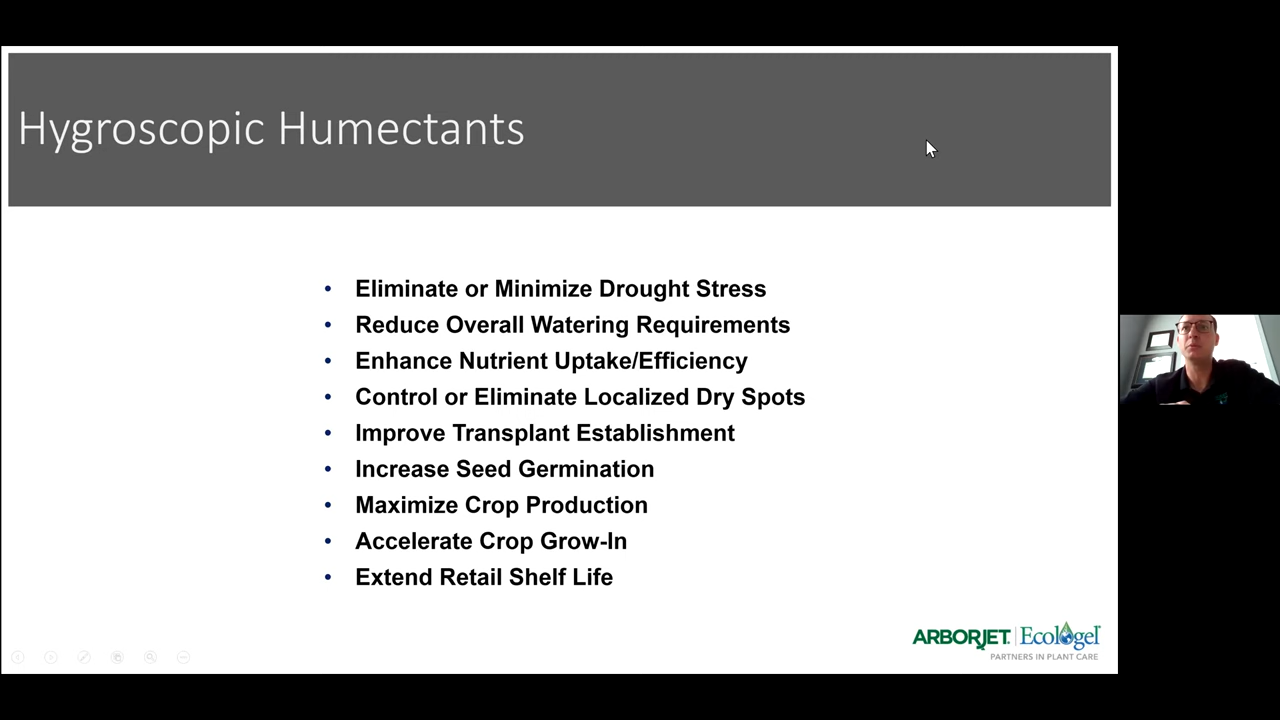 Hygroscopic Humectants
• Eliminate or Minimize Drought Stress
• Reduce Overall Watering Requirements
• Enhance Nutrient Uptake/Efficiency
• Control or Eliminate Localized Dry Spots
• Improve Transplant Establishment
• Increase Seed Germination
• Maximize Crop Production
• Accelerate Crop Grow-In
• Extend Retail Shelf Life
ARBORJET | Ecologel
PARTNERS IN PLANT CARE